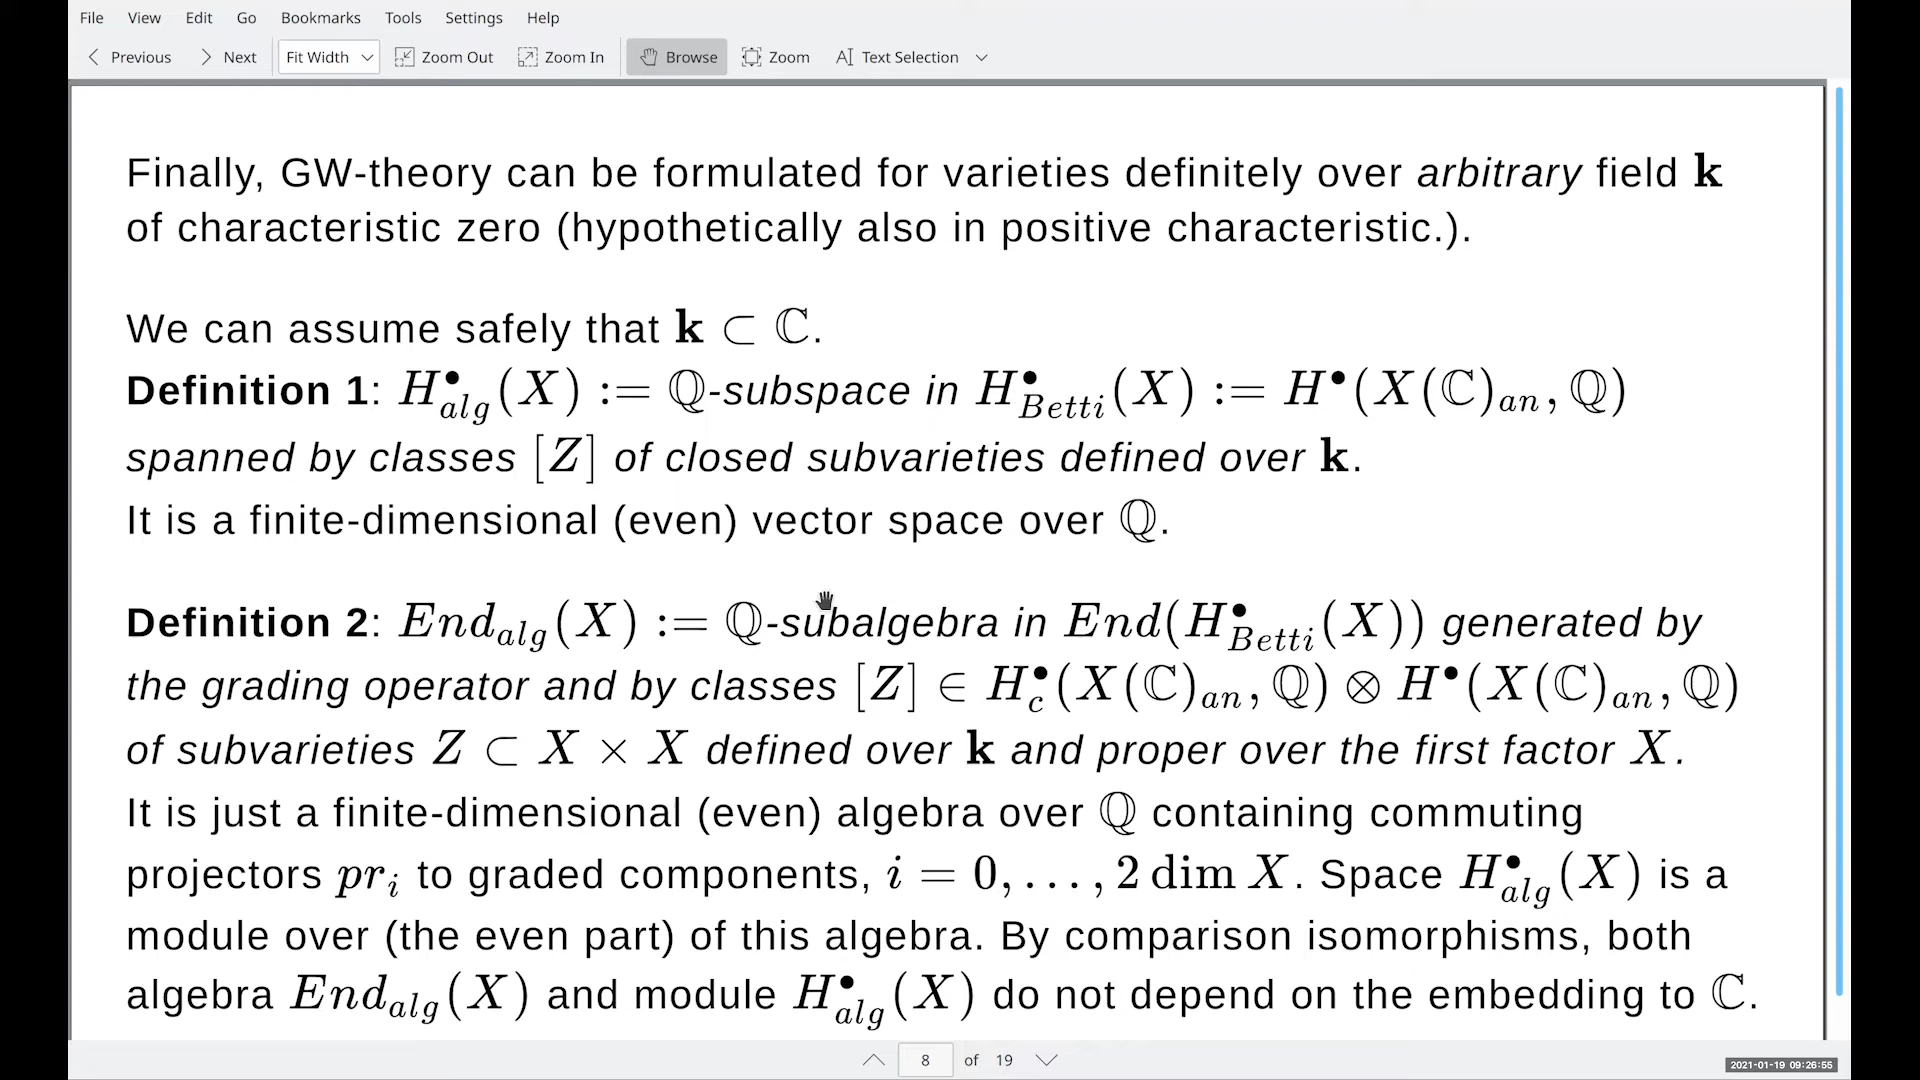 File View Edit Go Bookmarks Tools Settings Help
Previous Next Fit Width Zoom Out Zoom In Browse Zoom Text Selection
Finally, GW-theory can be formulated for varieties definitely over arbitrary field 𝐤
of characteristic zero (hypothetically also in positive characteristic.).
We can assume safely that 𝐤 ⊂ ℂ.
Definition 1: H^•_{alg}(X) := ℚ-subspace in H^•_{Betti}(X) := H^•(X(ℂ)_{an}, ℚ)
spanned by classes [Z] of closed subvarieties defined over 𝐤.
It is a finite-dimensional (even) vector space over ℚ.
Definition 2: End_{alg}(X) := ℚ-subalgebra in End(H^•_{Betti}(X)) generated by
the grading operator and by classes [Z] ∈ H^•_c(X(ℂ)_{an}, ℚ) ⊗ H^•(X(ℂ)_{an}, ℚ)
of subvarieties Z ⊂ X × X defined over 𝐤 and proper over the first factor X.
It is just a finite-dimensional (even) algebra over ℚ containing commuting
projectors pr_i to graded components, i = 0, …, 2 dim X. Space H^•_{alg}(X) is a
module over (the even part) of this algebra. By comparison isomorphisms, both
algebra End_{alg}(X) and module H^•_{alg}(X) do not depend on the embedding to ℂ.
8 of 19
2021-01-19 09:26:55